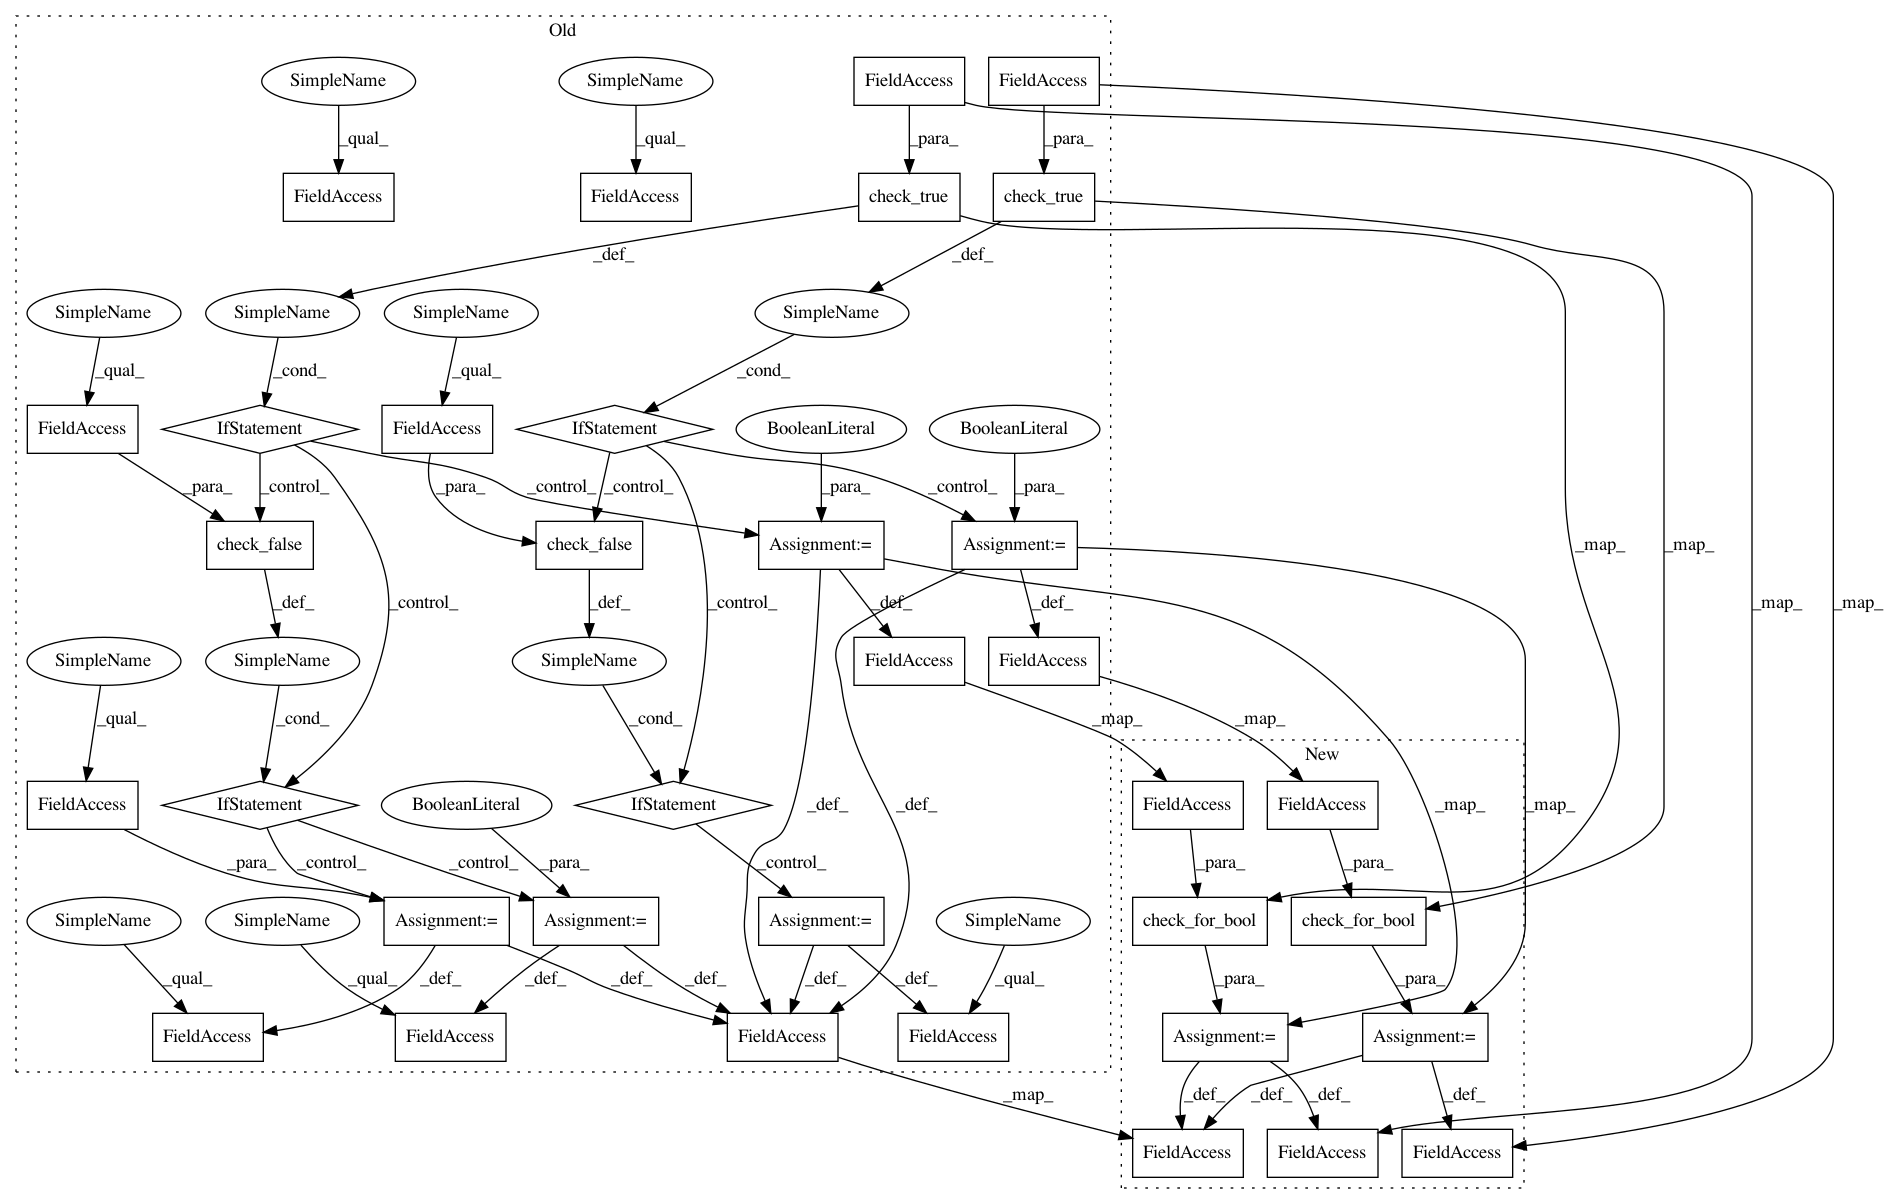 Old
SimpleName
SimpleName
FieldAccess
FieldAccess
_qual_
_qual_
_para_
_para_
FieldAccess
FieldAccess
check_true
check_true
_def_
_def_
SimpleName
SimpleName
SimpleName
SimpleName
_qual_
_cond_
_qual_
_cond_
FieldAccess
IfStatement
FieldAccess
IfStatement
BooleanLiteral
BooleanLiteral
_para_
_control_
_para_
_control_
_control_
_para_
_control_
_para_
check_false
check_false
Assignment:=
Assignment:=
_map_
_map_
_def_
_control_
_def_
_control_
_def_
_def_
_map_
_map_
SimpleName
SimpleName
SimpleName
FieldAccess
FieldAccess
_qual_
_cond_
_cond_
_map_
_map_
New
FieldAccess
IfStatement
BooleanLiteral
IfStatement
_def_
_def_
FieldAccess
FieldAccess
_map_
_map_
_para_
_control_
_control_
_para_
_control_
_para_
_para_
SimpleName
SimpleName
Assignment:=
Assignment:=
Assignment:=
SimpleName
check_for_bool
check_for_bool
_qual_
_qual_
_def_
_def_
_def_
_def_
_def_
_def_
_qual_
_para_
_para_
FieldAccess
FieldAccess
FieldAccess
FieldAccess
Assignment:=
Assignment:=
_map_
_def_
_def_
_def_
_def_
FieldAccess
FieldAccess
FieldAccess